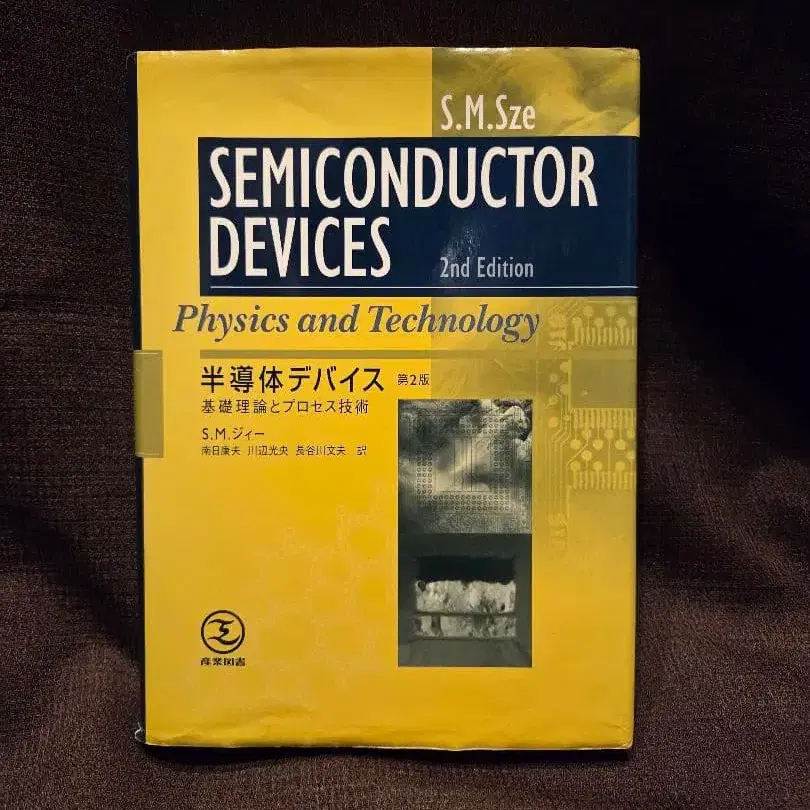 S.M.Sze
SEMICONDUCTOR
DEVICES
2nd Edition
Physics and Technology
半導体デバイス 第2版
基礎理論とプロセス技術
S.M.ジィー
南日康夫 川辺光央 長谷川文夫 訳
産業図書